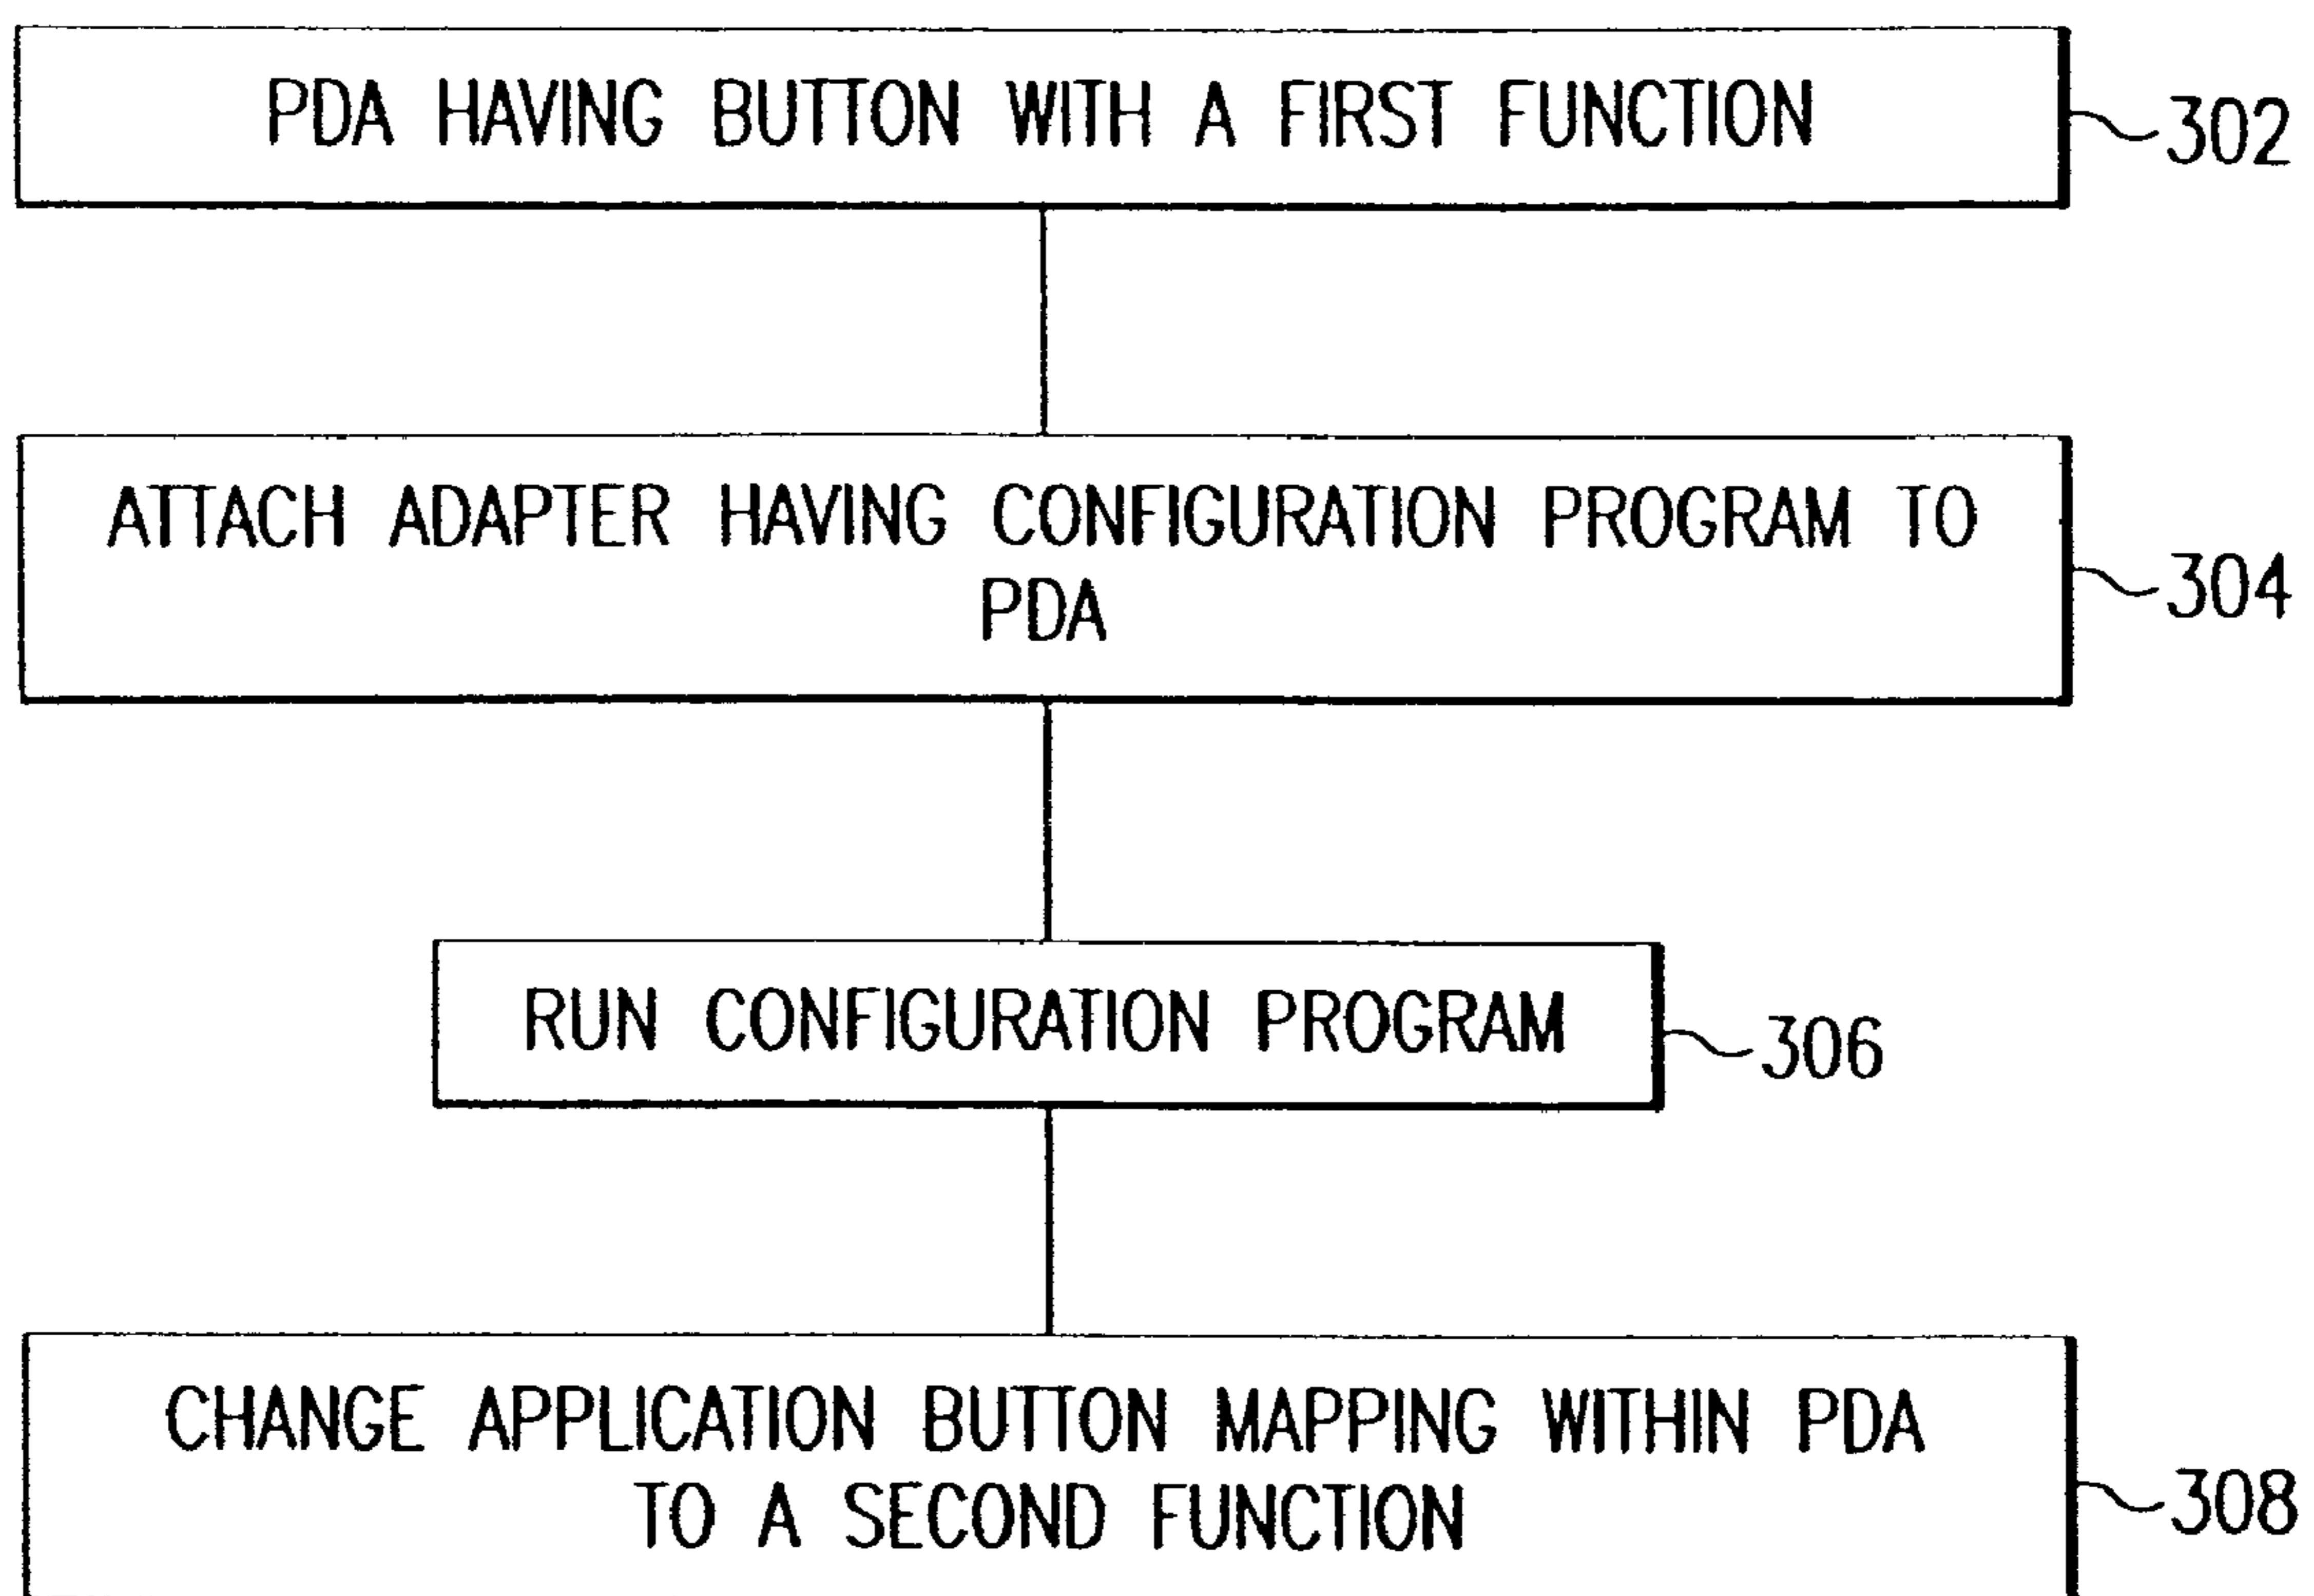 PDA HAVING BUTTON WITH A FIRST FUNCTION
302
ATTACH ADAPTER HAVING CONFIGURATION PROGRAM TO
PDA
304
RUN CONFIGURATION PROGRAM
306
CHANGE APPLICATION BUTTON MAPPING WITHIN PDA
TO A SECOND FUNCTION
308